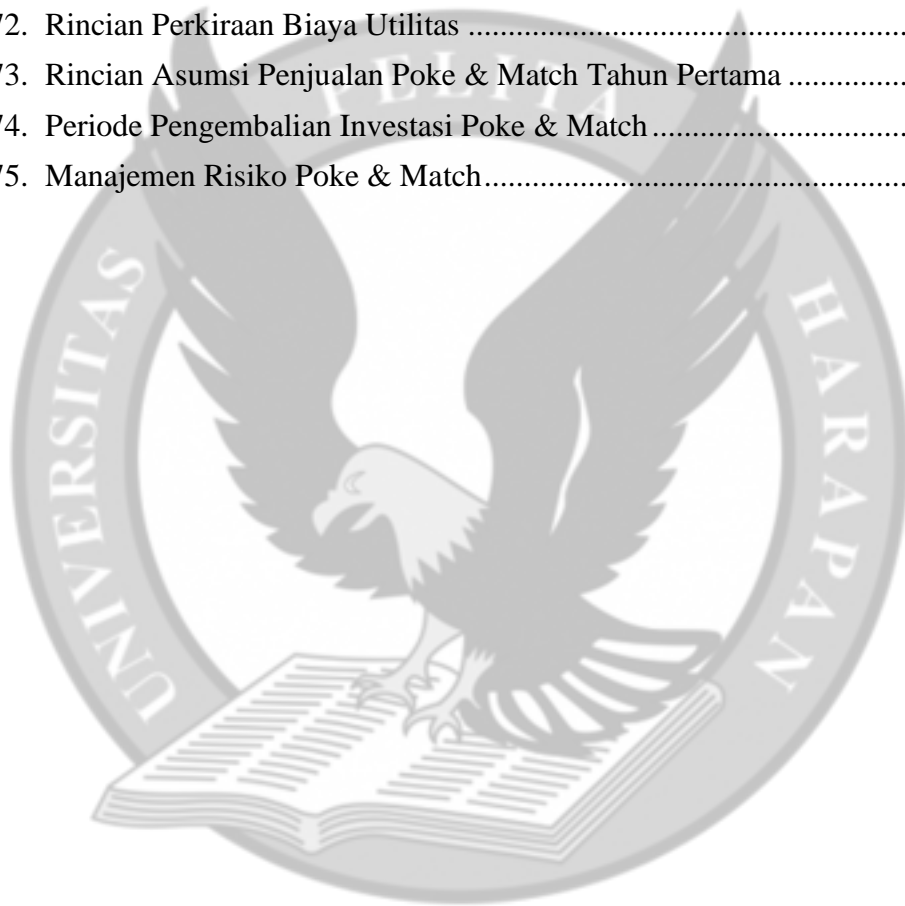 72. Rincian Perkiraan Biaya Utilitas ......................................................
73. Rincian Asumsi Penjualan Poke & Match Tahun Pertama ..............
74. Periode Pengembalian Investasi Poke & Match ...............................
75. Manajemen Risiko Poke & Match....................................................
UNIVERSITAS PELITA HARAPAN